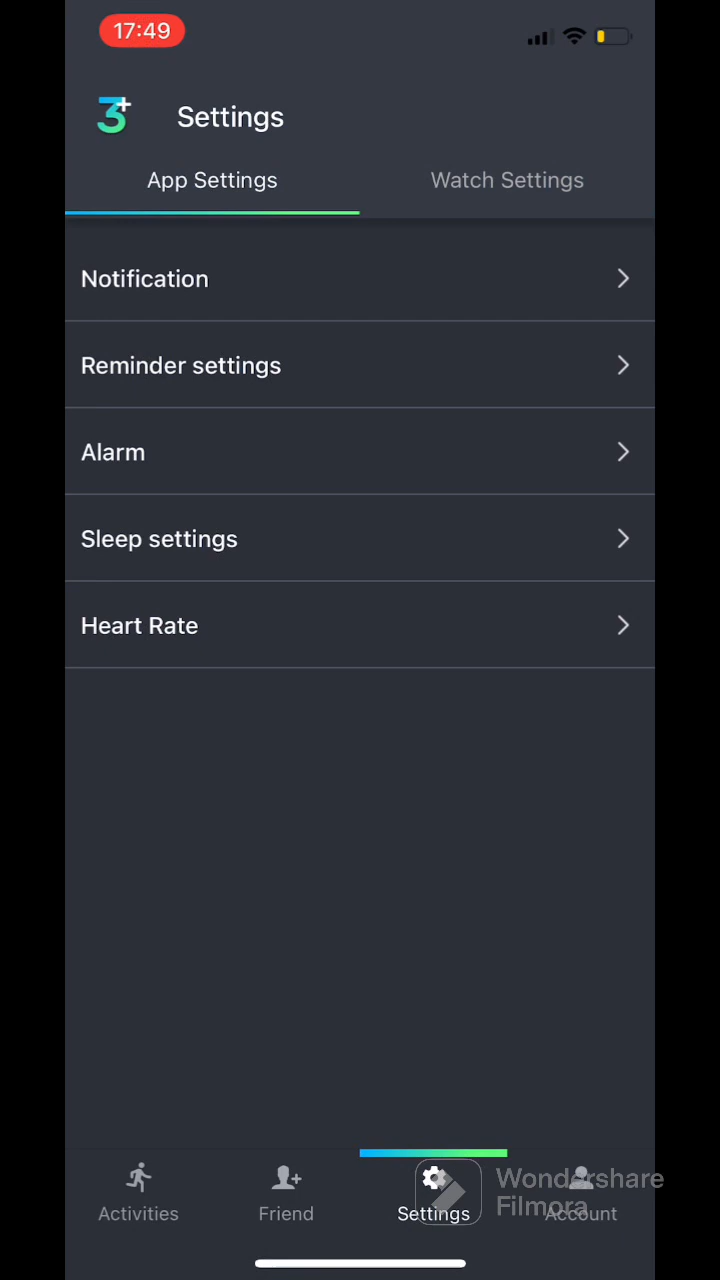 17:49
3+
Settings
App Settings
Watch Settings
Notification
Reminder settings
Alarm
Sleep settings
Heart Rate
Activities
Friend
Settings
Account
Wondershare
Filmora